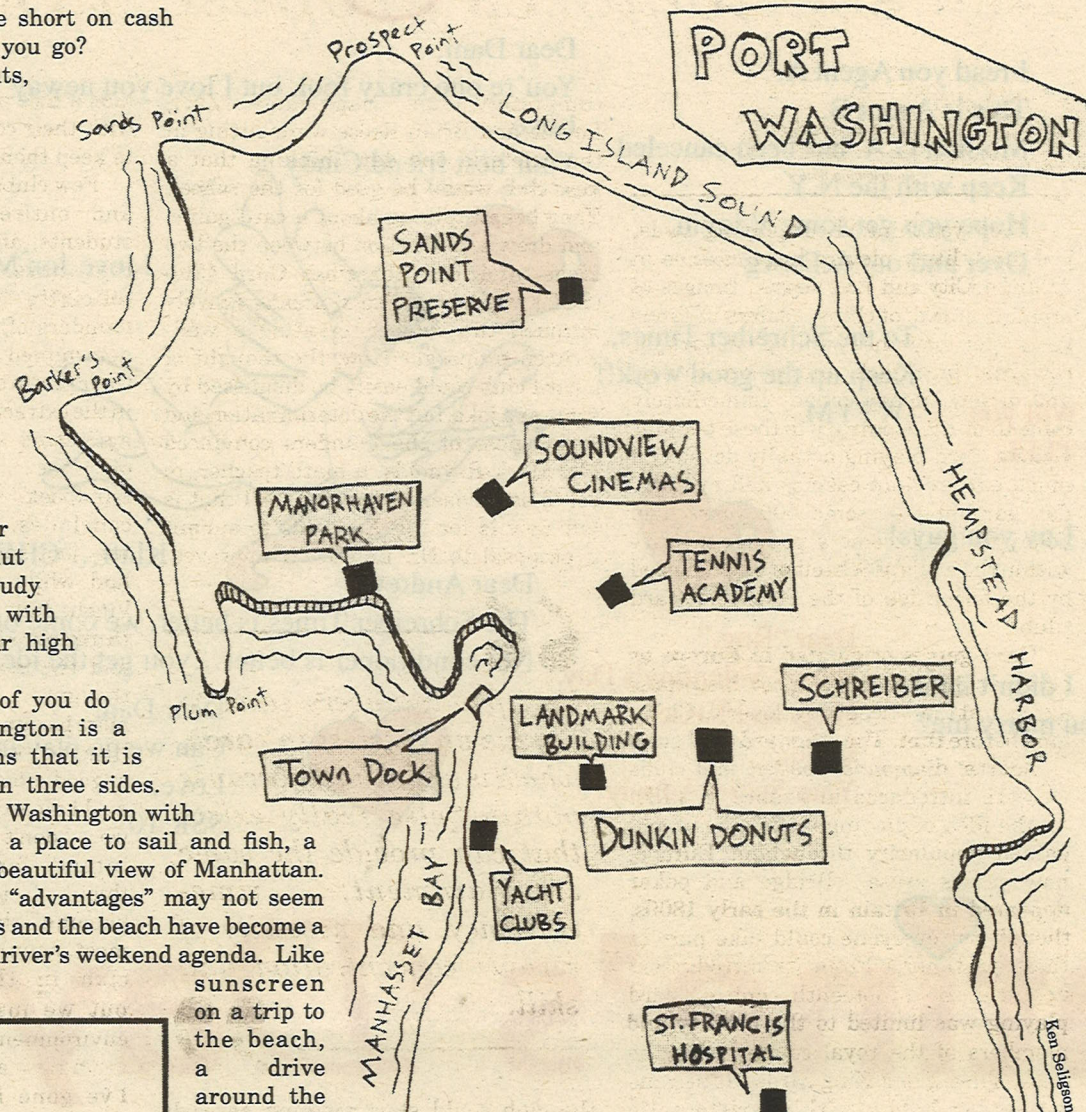 e short on cash
you go?
ts,
r
ut
udy
with
r high
of you do
ngton is a
ns that it is
n three sides.
Washington with
a place to sail and fish, a
beautiful view of Manhattan.
"advantages" may not seem
s and the beach have become a
river's weekend agenda. Like
sunscreen
on a trip to
the beach,
a drive
around the
PORT
WASHINGTON
Prospect Point
Sands Point
LONG ISLAND SOUND
SANDS
POINT
PRESERVE
Barker's
Point
SOUNDVIEW
CINEMAS
MANORHAVEN
PARK
HEMPSTEAD HARBOR
TENNIS
ACADEMY
Plum Point
SCHREIBER
LANDMARK
BUILDING
TOWN DOCK
DUNKIN DONUTS
YACHT
CLUBS
MANHASSET BAY
ST. FRANCIS
HOSPITAL
Ken Seligson